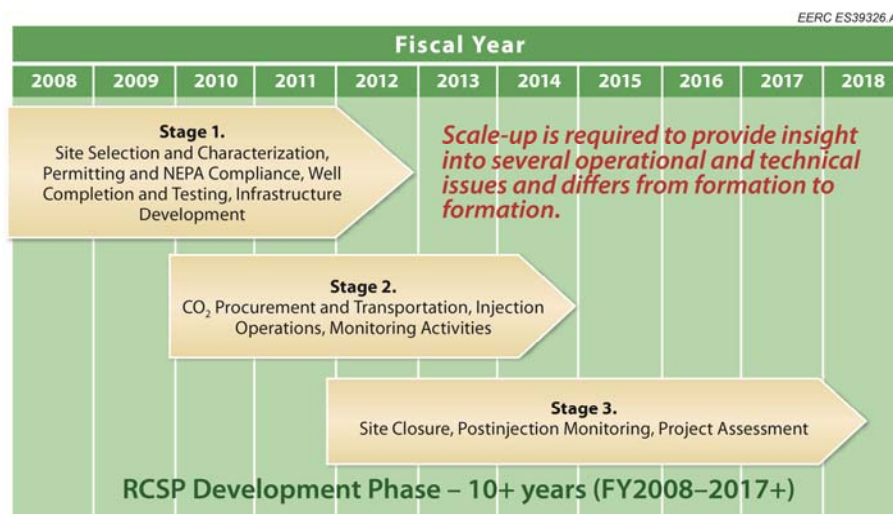 EERC ES39326.A
Fiscal Year
2008 2009 2010 2011 2012 2013 2014 2015 2016 2017 2018
Stage 1.
Site Selection and Characterization,
Permitting and NEPA Compliance, Well
Completion and Testing, Infrastructure
Development
Scale-up is required to provide insight
into several operational and technical
issues and differs from formation to
formation.
Stage 2.
CO₂ Procurement and Transportation, Injection
Operations, Monitoring Activities
Stage 3.
Site Closure, Postinjection Monitoring, Project Assessment
RCSP Development Phase – 10+ years (FY2008–2017+)